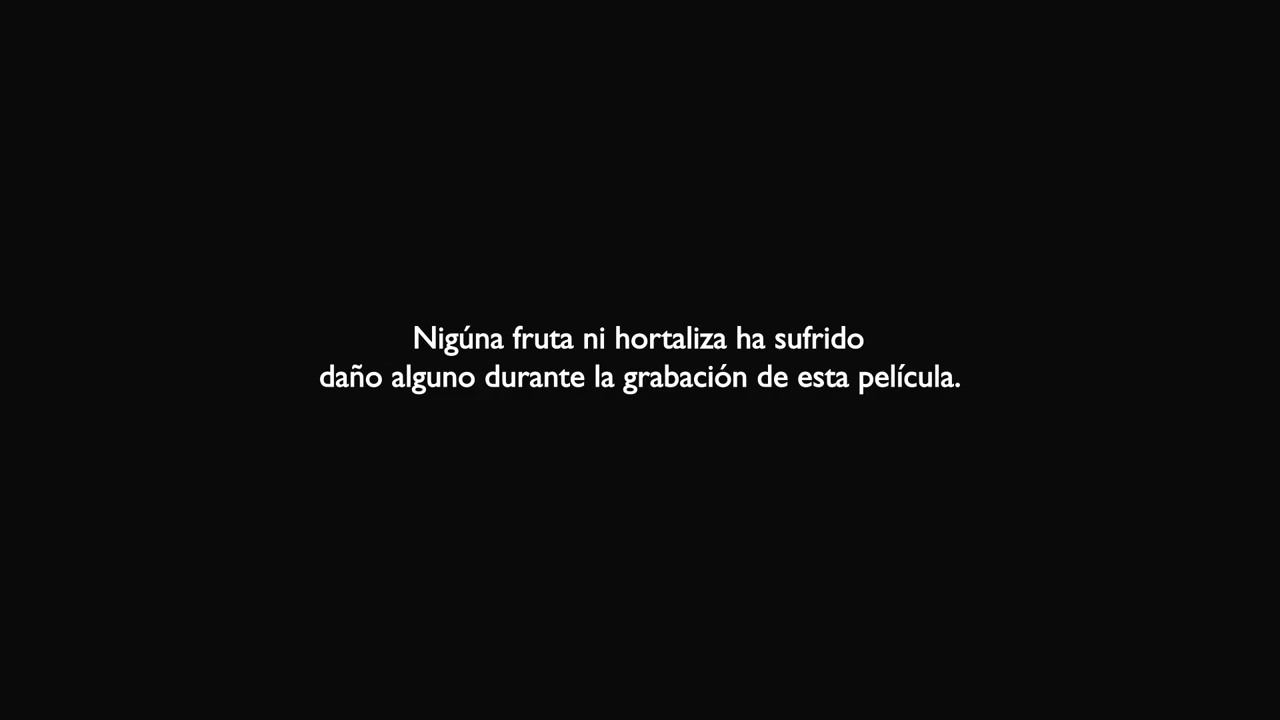 Nigúna fruta ni hortaliza ha sufrido
daño alguno durante la grabación de esta película.